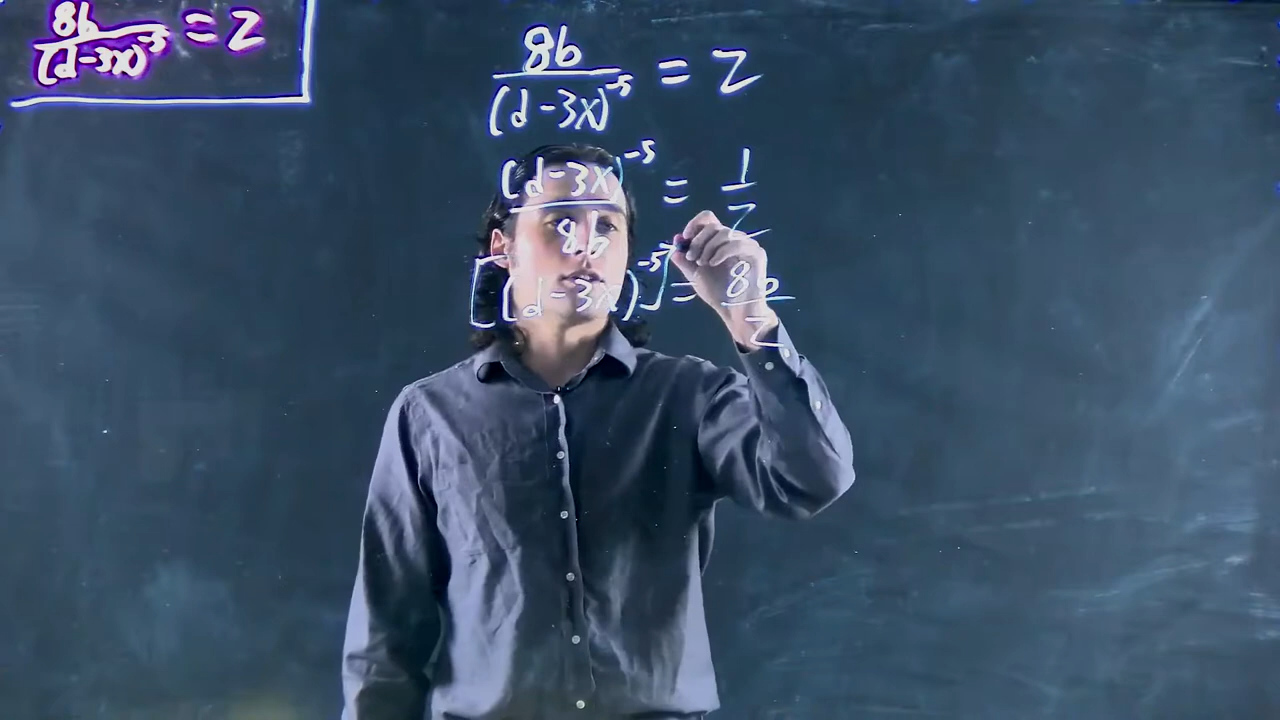 8b/(d-3x)^-5 = z
8b/(d-3x)^-5 = z
(d-3x)^-5/8b = 1/z
[(d-3x)^-5] = 8b/z